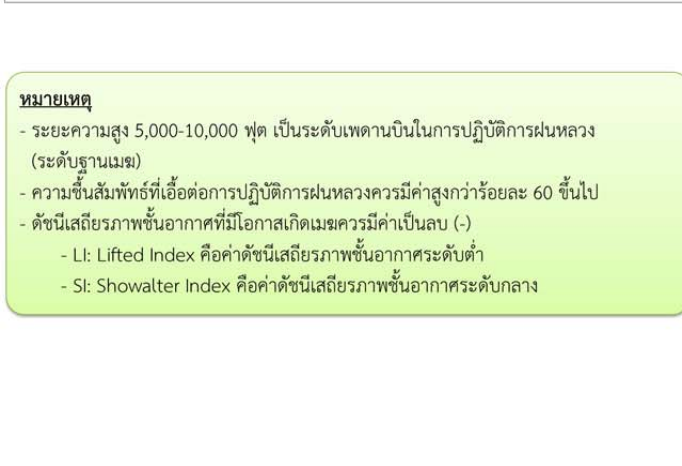 หมายเหตุ
- ระยะความสูง 5,000-10,000 ฟุต เป็นระดับเพดานบินในการปฏิบัติการฝนหลวง
(ระดับฐานเมฆ)
- ความชื้นสัมพัทธ์ที่เอื้อต่อการปฏิบัติการฝนหลวงควรมีค่าสูงกว่าร้อยละ 60 ขึ้นไป
- ดัชนีเสถียรภาพชั้นอากาศที่มีโอกาสเกิดเมฆควรมีค่าเป็นลบ (-)
- LI: Lifted Index คือค่าดัชนีเสถียรภาพชั้นอากาศระดับต่ำ
- SI: Showalter Index คือค่าดัชนีเสถียรภาพชั้นอากาศระดับกลาง